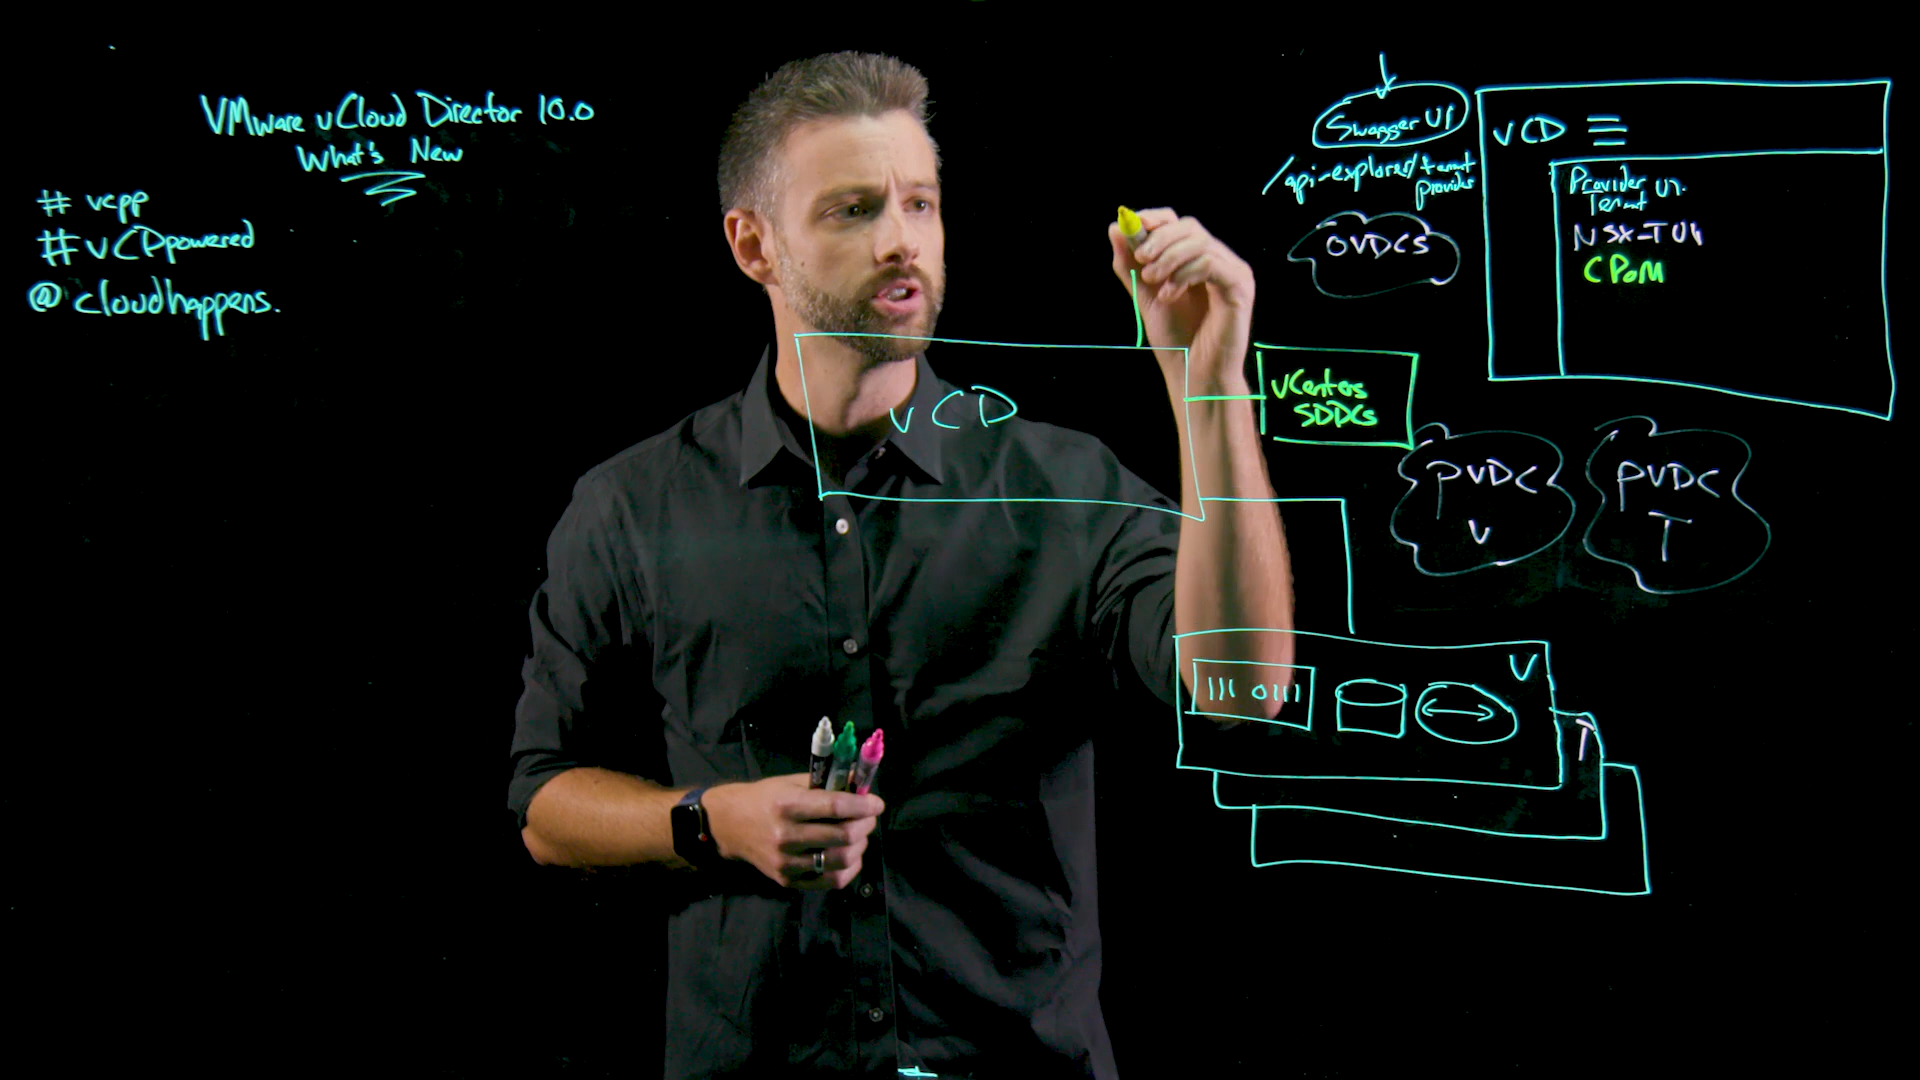 VMware vCloud Director 10.0
What's New
# vcpp
# vCDpowered
@cloudhappens.
Swagger UI
/api-explorer/tenant
provider
OVDCs
VCD
Provider UI.
Tenant
NSX-T UI
CPoM
vCD
vCenters
SDDCs
PVDC
V
PVDC
T
V
T